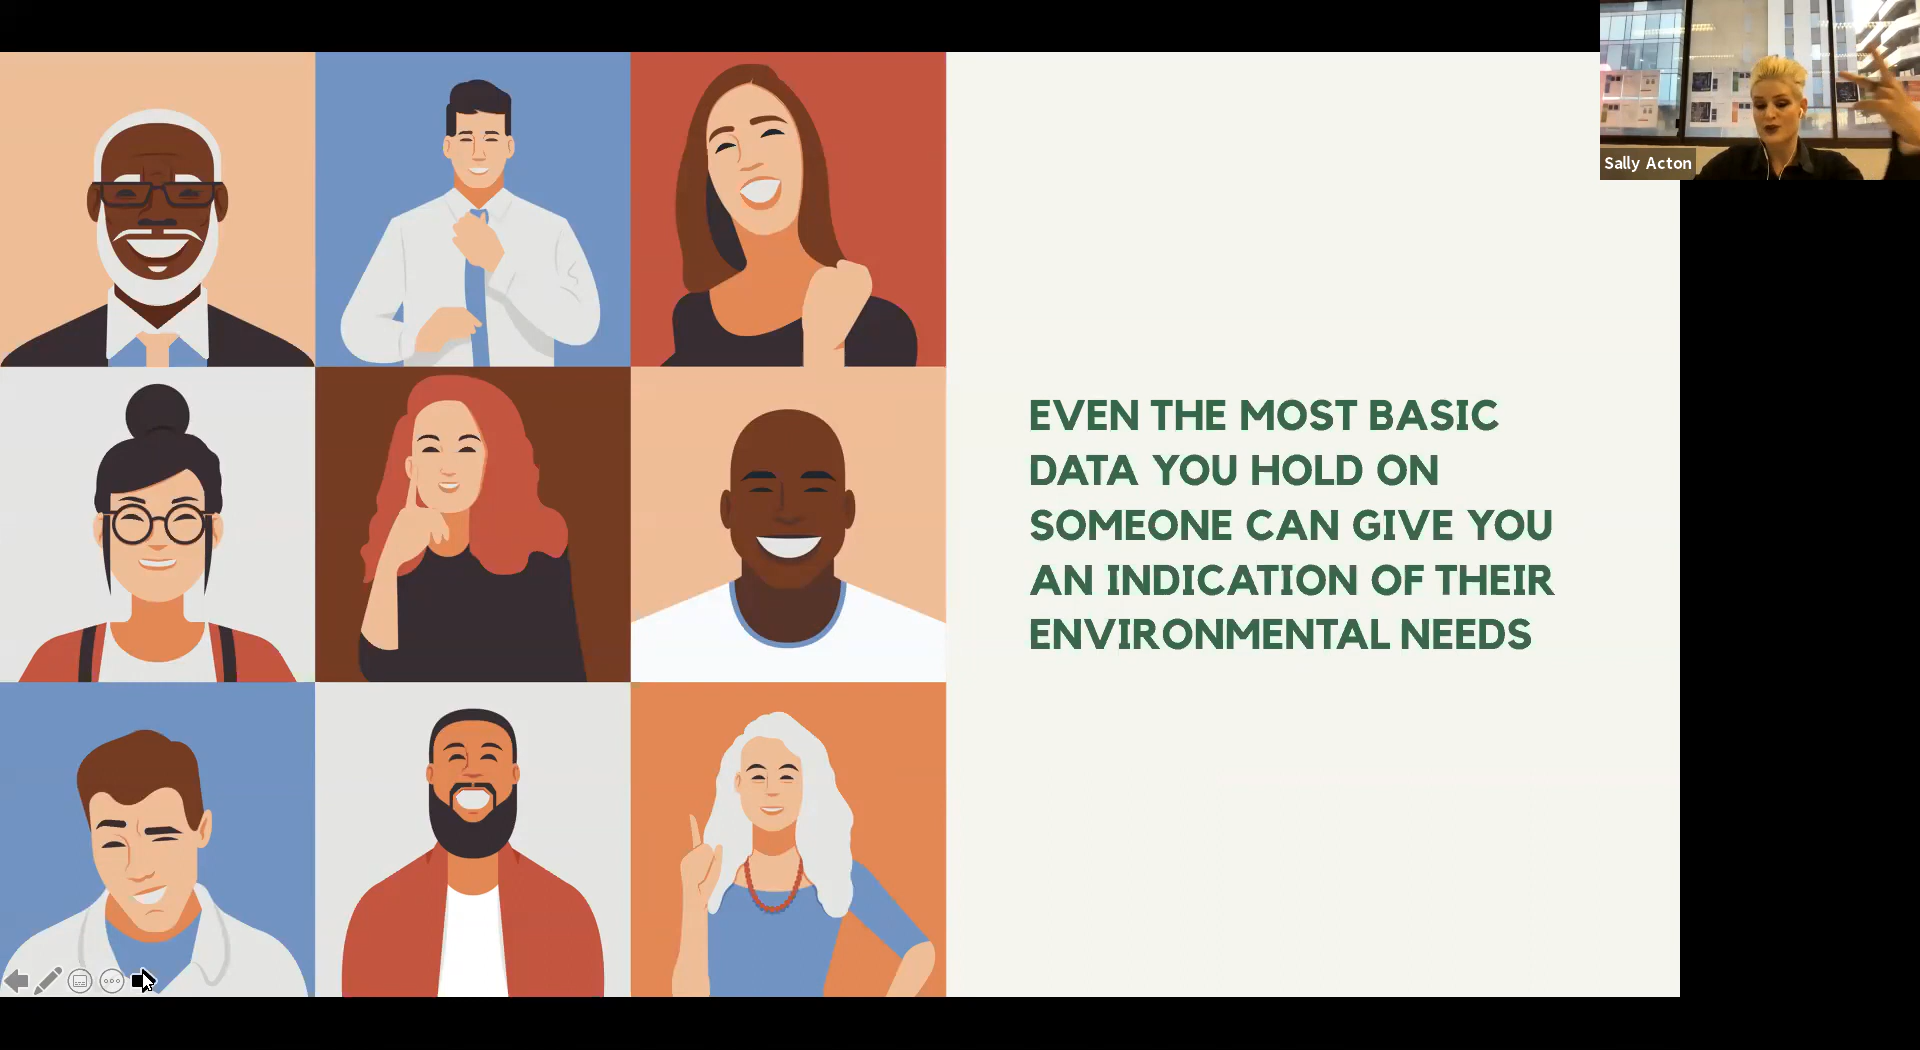 Sally Acton
EVEN THE MOST BASIC
DATA YOU HOLD ON
SOMEONE CAN GIVE YOU
AN INDICATION OF THEIR
ENVIRONMENTAL NEEDS